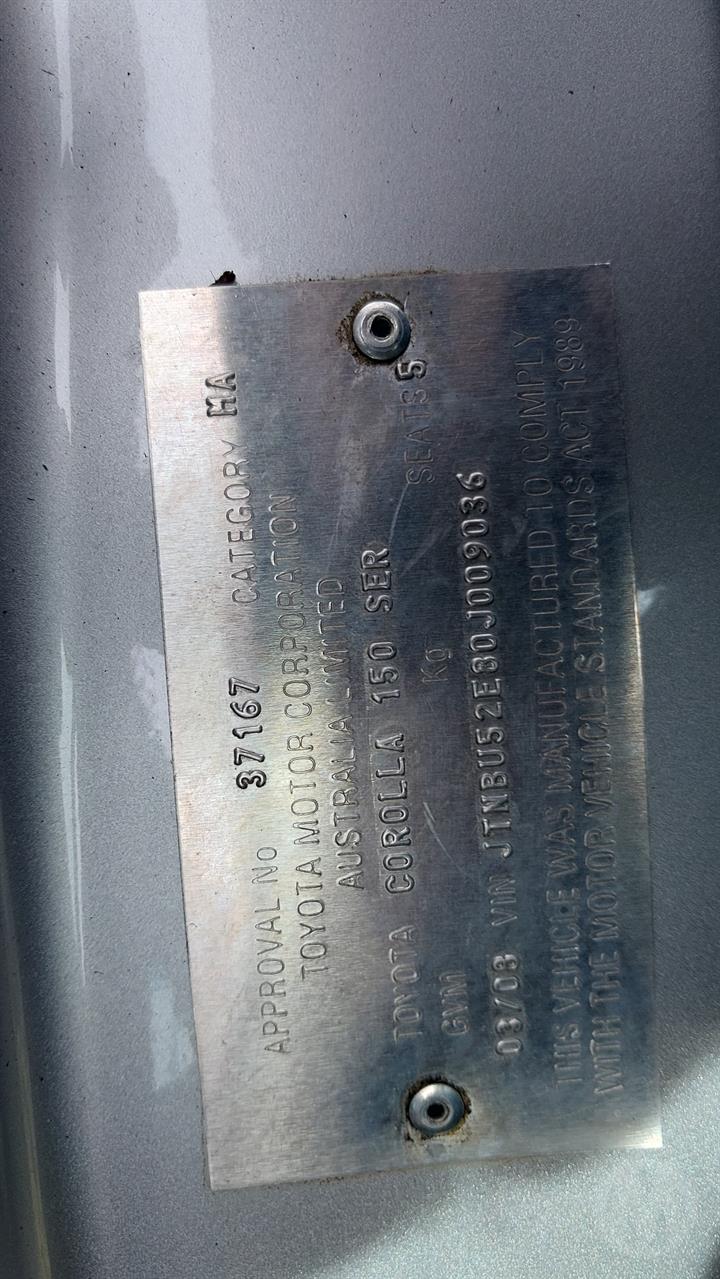 APPROVAL No 37167 CATEGORY MA
TOYOTA MOTOR CORPORATION
AUSTRALIA LIMITED
TOYOTA COROLLA 150 SER
GVM Kg SEATS 5
03/08 VIN JTNBU52E80J009036
THIS VEHICLE WAS MANUFACTURED TO COMPLY
WITH THE MOTOR VEHICLE STANDARDS ACT 1989